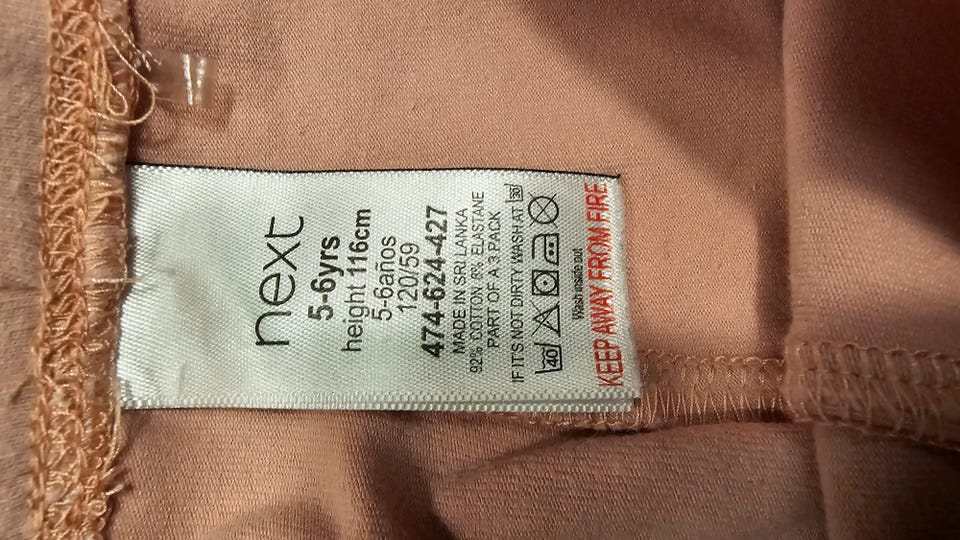 next
5-6yrs
height 116cm
5-6años
120/59
474-624-427
MADE IN SRI LANKA
92% COTTON 8% ELASTANE
PART OF A 3 PACK
IF IT'S NOT DIRTY WASH AT 30
40
Wash inside out
KEEP AWAY FROM FIRE